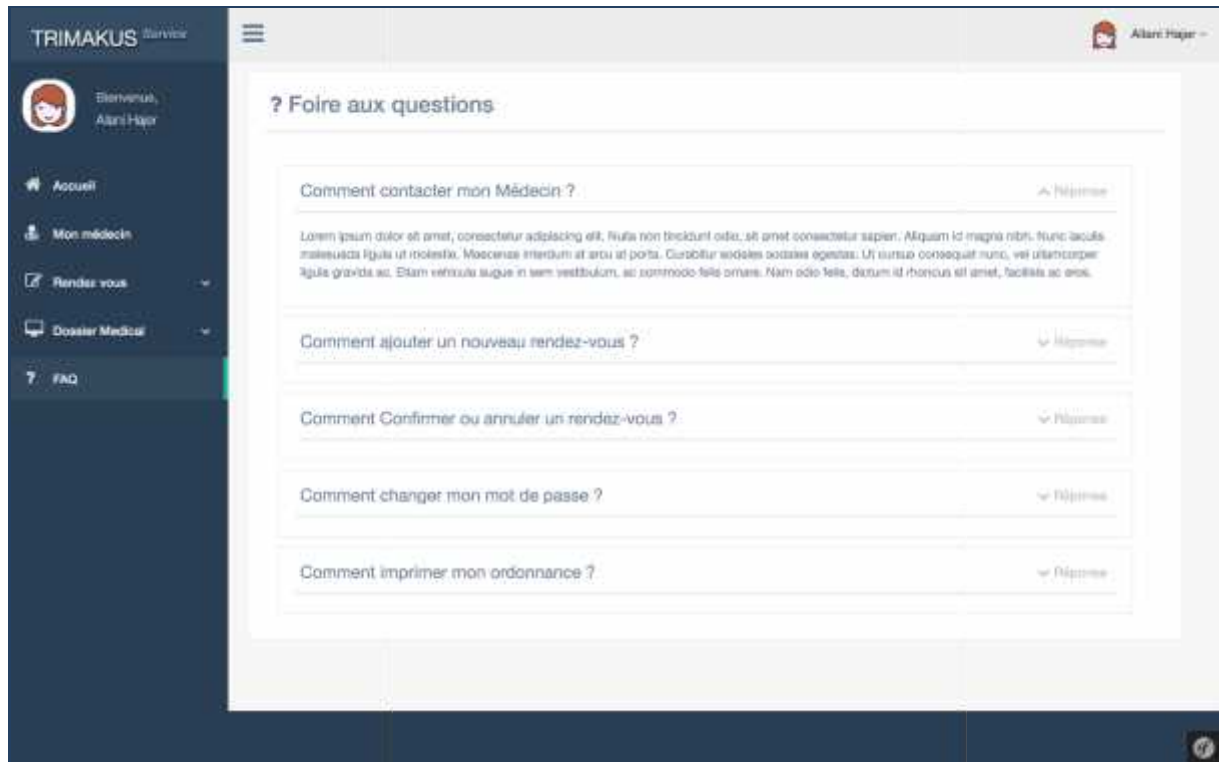 TRIMAKUS Service
Allani Hajer
Bienvenue,
Allani Hajer
Accueil
Mon médecin
Rendez vous
Dossier Medical
? FAQ
? Foire aux questions
Comment contacter mon Médecin ?
Réponse
Lorem ipsum dolor sit amet, consectetur adipiscing elit. Nulla non tincidunt odio, sit amet consectetur sapien. Aliquam id magna nibh. Nunc iaculis
malesuada ligula ut molestie. Maecenas interdum at arcu at porta. Curabitur sodales sodales egestas. Ut cursus consequat nunc, vel ullamcorper
ligula gravida ac. Etiam vehicula augue in sem vestibulum, ac commodo felis ornare. Nam odio felis, dictum id rhoncus sit amet, facilisis ac eros.
Comment ajouter un nouveau rendez-vous ?
Réponse
Comment Confirmer ou annuler un rendez-vous ?
Réponse
Comment changer mon mot de passe ?
Réponse
Comment imprimer mon ordonnance ?
Réponse